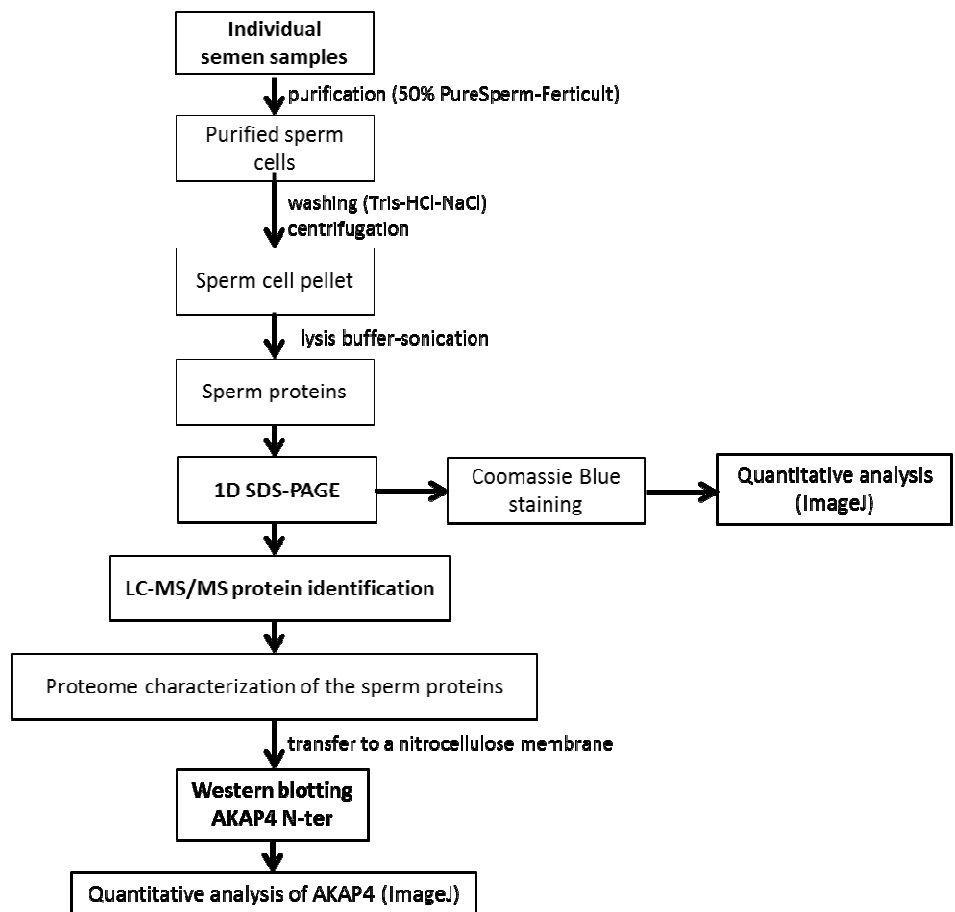 Individual
semen samples
purification (50% PureSperm-Ferticult)
Purified sperm
cells
washing (Tris-HCl-NaCl)
centrifugation
Sperm cell pellet
lysis buffer-sonication
Sperm proteins
1D SDS-PAGE
Coomassie Blue
staining
Quantitative analysis
(ImageJ)
LC-MS/MS protein identification
Proteome characterization of the sperm proteins
transfer to a nitrocellulose membrane
Western blotting
AKAP4 N-ter
Quantitative analysis of AKAP4 (ImageJ)